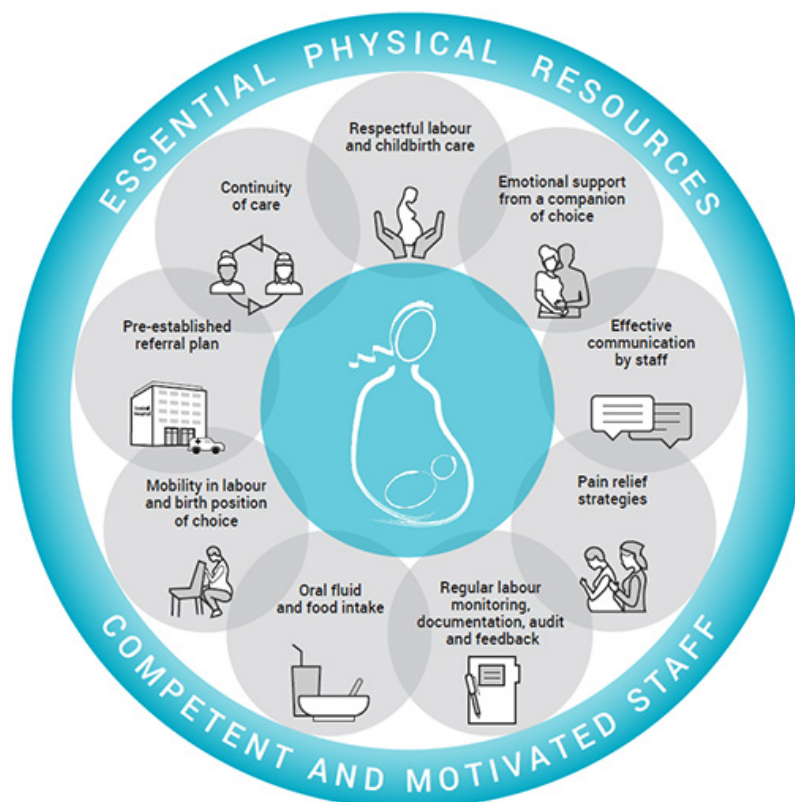 ESSENTIAL PHYSICAL RESOURCES
Respectful labour
and childbirth care
Emotional support
from a companion
of choice
Effective
communication
by staff
Pain relief
strategies
Regular labour
monitoring,
documentation, audit
and feedback
Oral fluid
and food intake
Mobility in labour
and birth position
of choice
Pre-established
referral plan
Continuity
of care
COMPETENT AND MOTIVATED STAFF